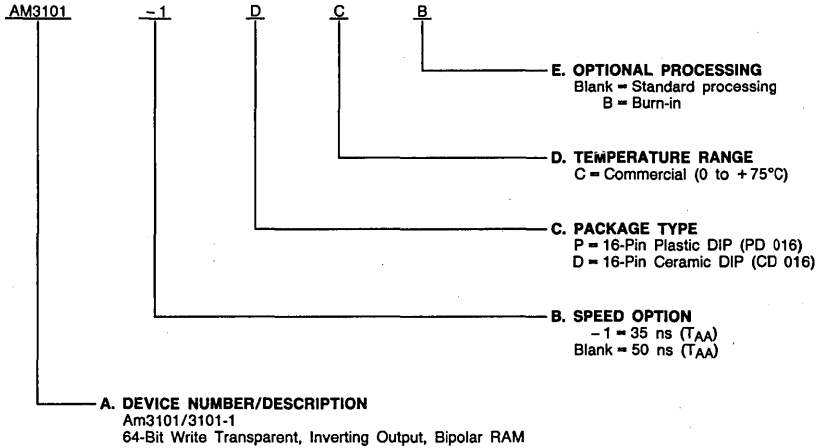 AM3101 -1 D C B
E. OPTIONAL PROCESSING
Blank = Standard processing
B = Burn-in
D. TEMPERATURE RANGE
C = Commercial (0 to +75°C)
C. PACKAGE TYPE
P = 16-Pin Plastic DIP (PD 016)
D = 16-Pin Ceramic DIP (CD 016)
B. SPEED OPTION
-1 = 35 ns (TAA)
Blank = 50 ns (TAA)
A. DEVICE NUMBER/DESCRIPTION
Am3101/3101-1
64-Bit Write Transparent, Inverting Output, Bipolar RAM